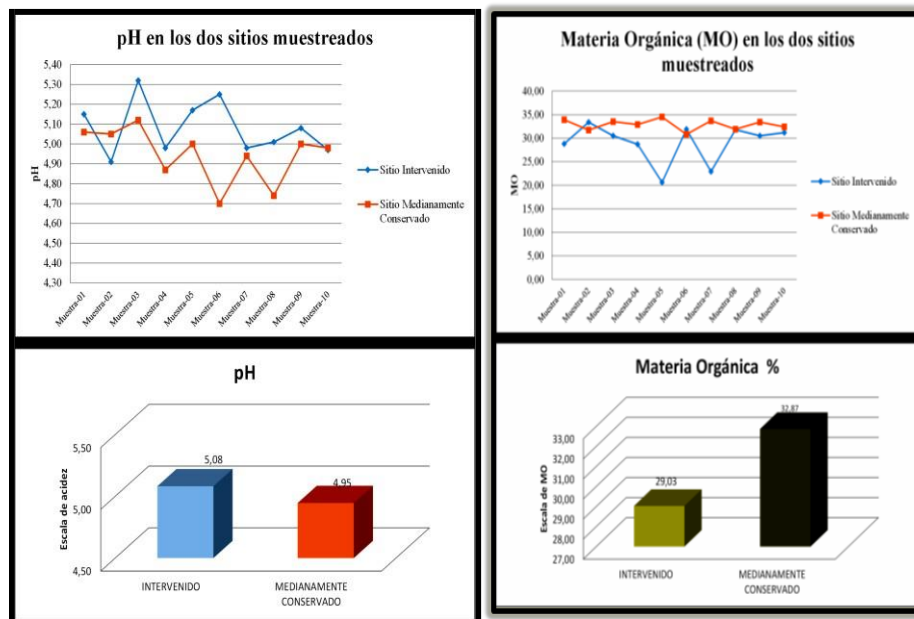 pH en los dos sitios muestreados
5,40
5,30
5,20
5,10
5,00
4,90
4,80
4,70
4,60
4,50
4,40
4,30
pH
Muestra-01
Muestra-02
Muestra-03
Muestra-04
Muestra-05
Muestra-06
Muestra-07
Muestra-08
Muestra-09
Muestra-10
Sitio Intervenido
Sitio Medianamente
Conservado
Materia Orgánica (MO) en los dos sitios
muestreados
40,00
35,00
30,00
25,00
20,00
15,00
10,00
5,00
0,00
MO
Muestra-01
Muestra-02
Muestra-03
Muestra-04
Muestra-05
Muestra-06
Muestra-07
Muestra-08
Muestra-09
Muestra-10
Sitio Intervenido
Sitio Medianamente
Conservado
pH
5,50
5,00
4,50
Escala de acidez
5,08
4,95
INTERVENIDO
MEDIANAMENTE
CONSERVADO
Materia Orgánica %
33,00
32,00
31,00
30,00
29,00
28,00
27,00
Escala de MO
29,03
32,87
INTERVENIDO
MEDIANAMENTE
CONSERVADO